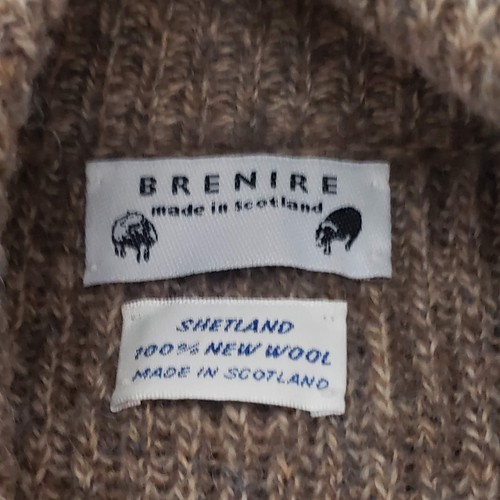 BRENIRE
made in scotland
SHETLAND
100% NEW WOOL
MADE IN SCOTLAND